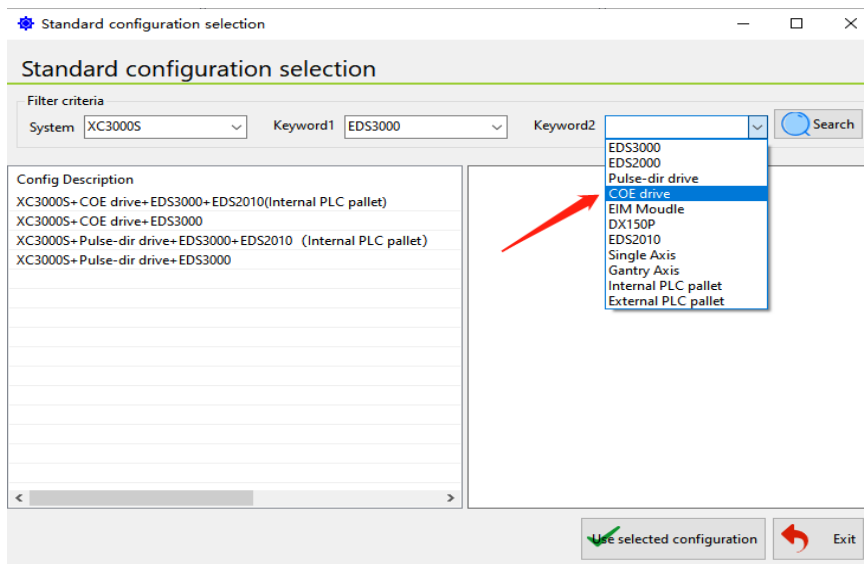 Standard configuration selection
Standard configuration selection
Filter criteria
System XC3000S Keyword1 EDS3000 Keyword2 Search
EDS3000
EDS2000
Pulse-dir drive
COE drive
EIM Moudle
DX150P
EDS2010
Single Axis
Gantry Axis
Internal PLC pallet
External PLC pallet
Config Description
XC3000S+COE drive+EDS3000+EDS2010(Internal PLC pallet)
XC3000S+COE drive+EDS3000
XC3000S+Pulse-dir drive+EDS3000+EDS2010（Internal PLC pallet）
XC3000S+Pulse-dir drive+EDS3000
Use selected configuration Exit